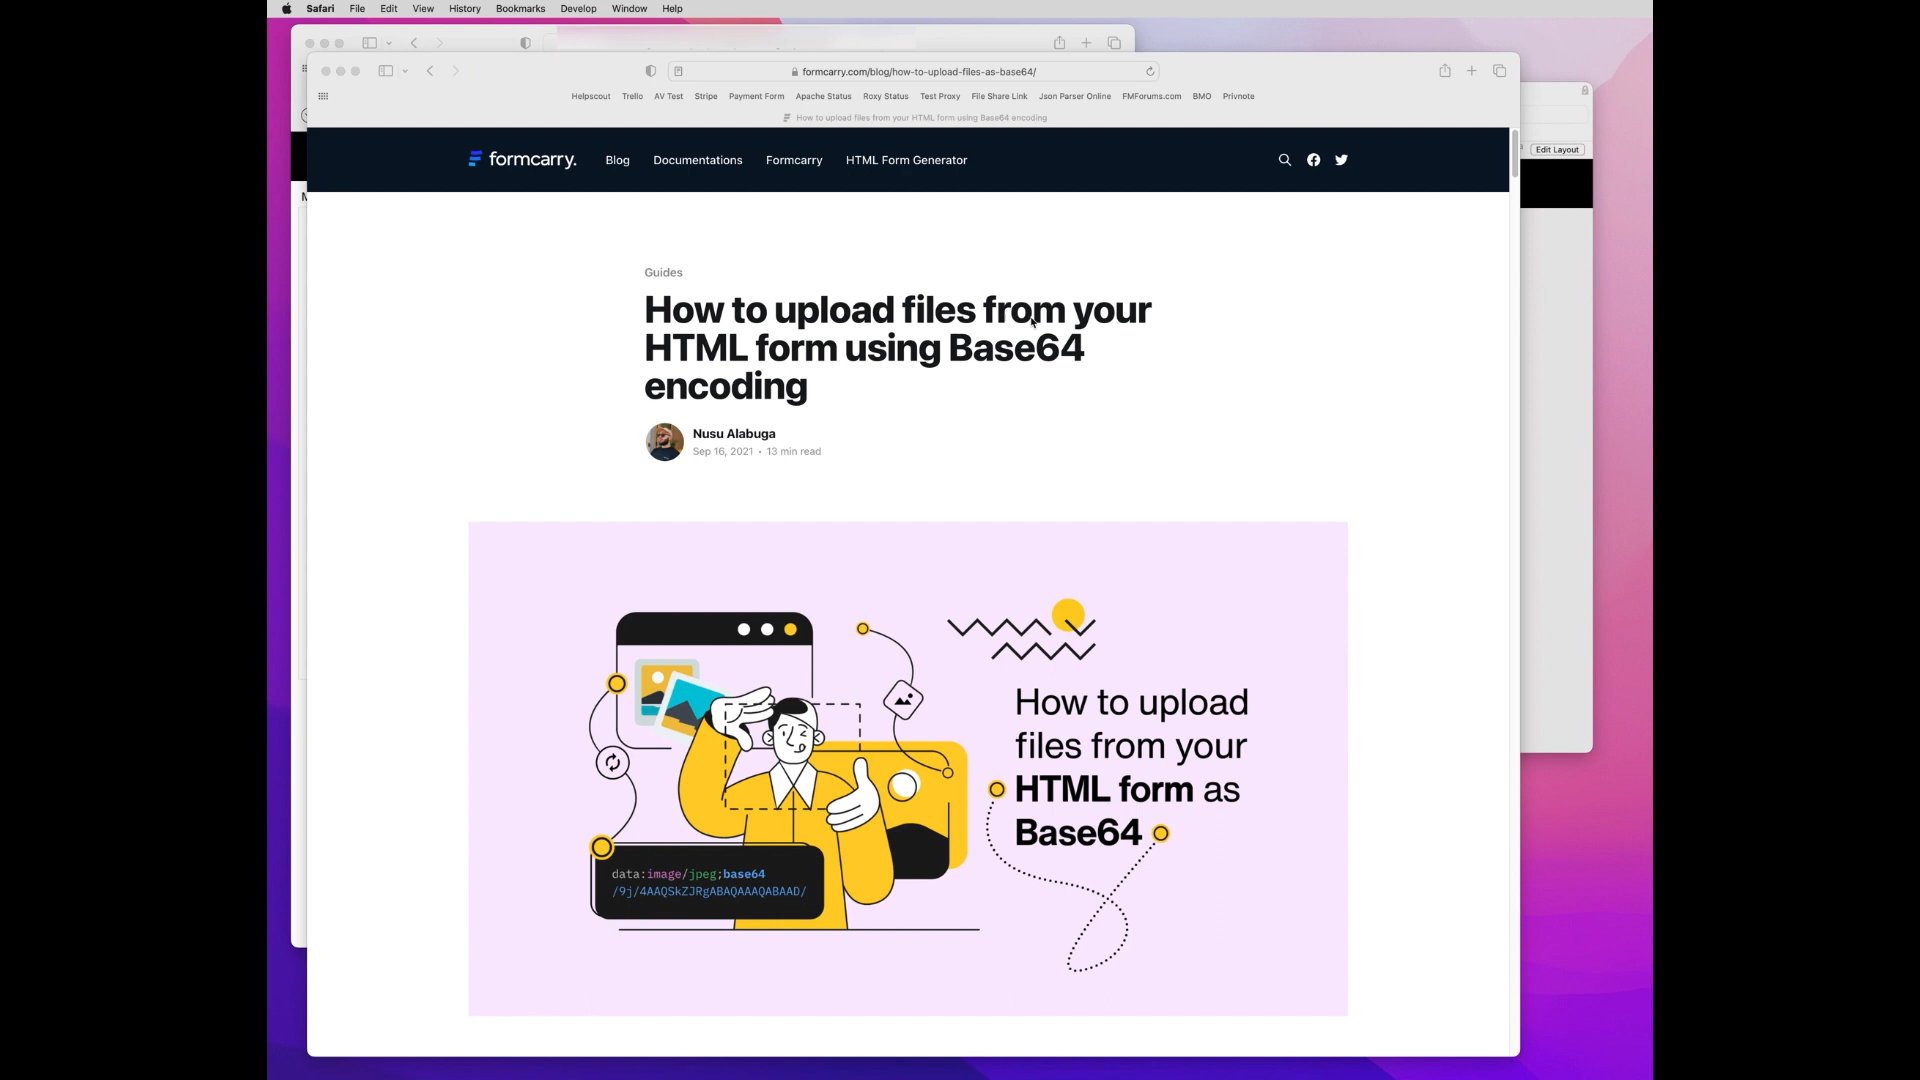 Safari File Edit View History Bookmarks Develop Window Help
formcarry.com/blog/how-to-upload-files-as-base64/
Helpscout Trello AV Test Stripe Payment Form Apache Status Roxy Status Test Proxy File Share Link Json Parser Online FMForums.com BMO Privnote
How to upload files from your HTML form using Base64 encoding
Edit Layout
formcarry. Blog Documentations Formcarry HTML Form Generator
Guides
How to upload files from your
HTML form using Base64
encoding
Nusu Alabuga
Sep 16, 2021 • 13 min read
How to upload
files from your
HTML form as
Base64
data:image/jpeg;base64
/9j/4AAQSkZJRgABAQAAAQABAAD/